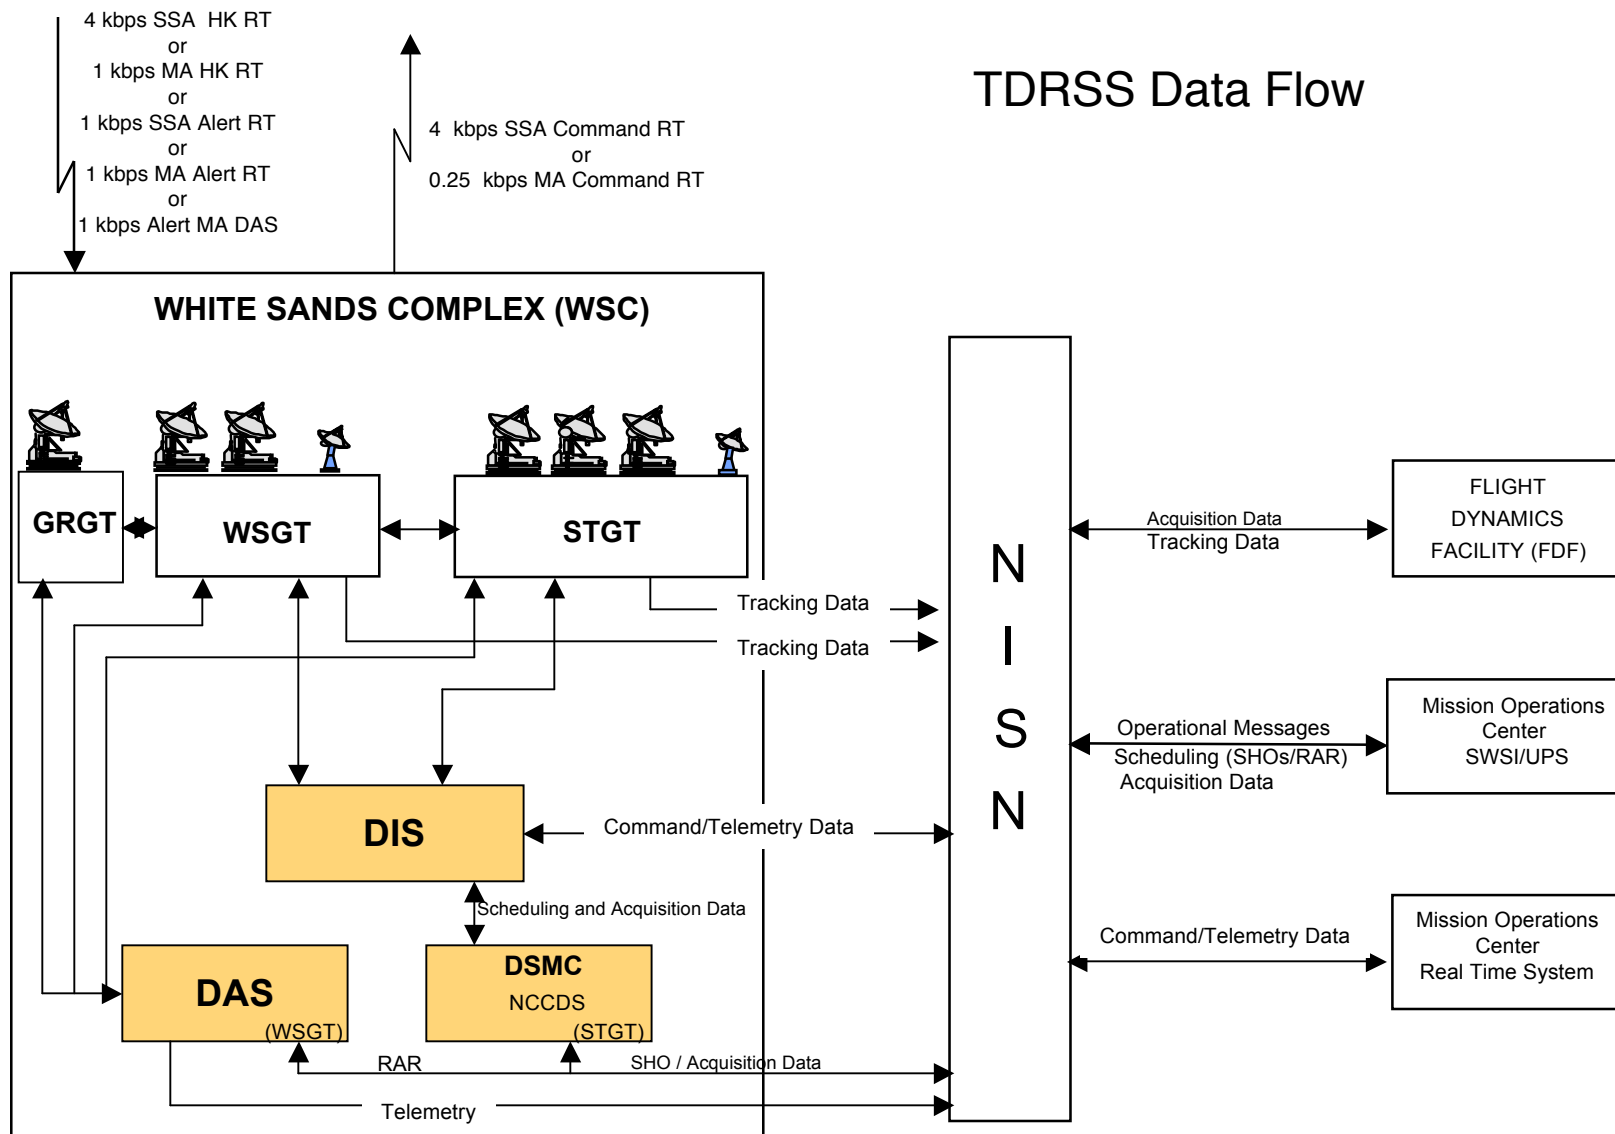 4 kbps SSA  HK RT
or
1 kbps MA HK RT
or
1 kbps SSA Alert RT
or
1 kbps MA Alert RT
or
1 kbps Alert MA DAS
4  kbps SSA Command RT
or
0.25  kbps MA Command RT
TDRSS Data Flow
WHITE SANDS COMPLEX (WSC)
GRGT
WSGT
STGT
Tracking Data
Tracking Data
DIS
Command/Telemetry Data
Scheduling and Acquisition Data
DAS
(WSGT)
DSMC
NCCDS
(STGT)
RAR
SHO / Acquisition Data
Telemetry
N
I
S
N
Acquisition Data
Tracking Data
FLIGHT
DYNAMICS
FACILITY (FDF)
Operational Messages
Scheduling (SHOs/RAR)
Acquisition Data
Mission Operations
Center
SWSI/UPS
Command/Telemetry Data
Mission Operations
Center
Real Time System